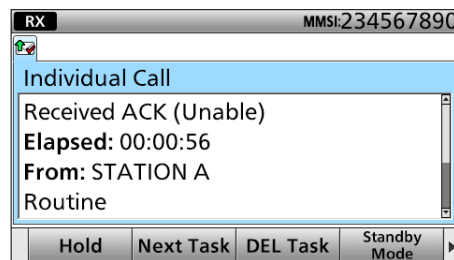 RX MMSI:234567890
Individual Call
Received ACK (Unable)
Elapsed: 00:00:56
From: STATION A
Routine
Hold Next Task DEL Task Standby Mode